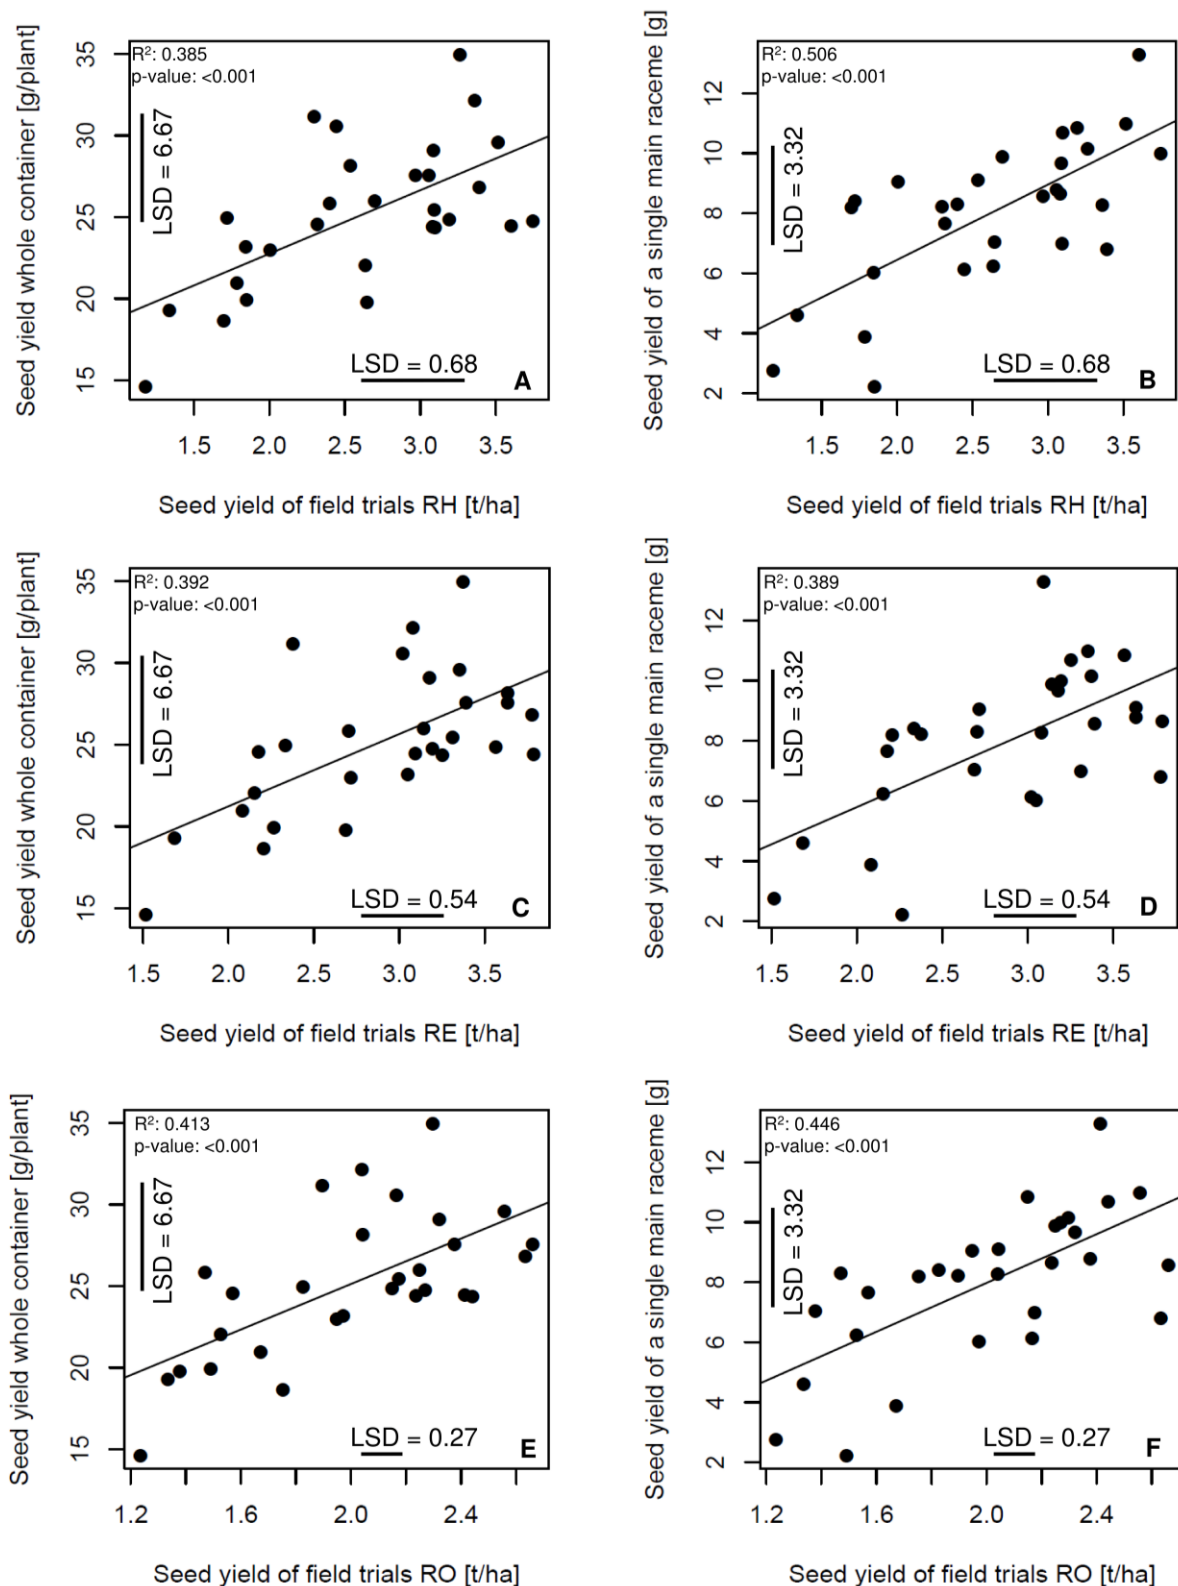 Seed yield whole container [g/plant]
35
30
25
20
15
R²: 0.385
p-value: <0.001
LSD = 6.67
LSD = 0.68
A
1.5 2.0 2.5 3.0 3.5
Seed yield of field trials RH [t/ha]
Seed yield of a single main raceme [g]
12
10
8
6
4
2
R²: 0.506
p-value: <0.001
LSD = 3.32
LSD = 0.68
B
1.5 2.0 2.5 3.0 3.5
Seed yield of field trials RH [t/ha]
Seed yield whole container [g/plant]
35
30
25
20
15
R²: 0.392
p-value: <0.001
LSD = 6.67
LSD = 0.54
C
1.5 2.0 2.5 3.0 3.5
Seed yield of field trials RE [t/ha]
Seed yield of a single main raceme [g]
12
10
8
6
4
2
R²: 0.389
p-value: <0.001
LSD = 3.32
LSD = 0.54
D
1.5 2.0 2.5 3.0 3.5
Seed yield of field trials RE [t/ha]
Seed yield whole container [g/plant]
35
30
25
20
15
R²: 0.413
p-value: <0.001
LSD = 6.67
LSD = 0.27
E
1.2 1.6 2.0 2.4
Seed yield of field trials RO [t/ha]
Seed yield of a single main raceme [g]
12
10
8
6
4
2
R²: 0.446
p-value: <0.001
LSD = 3.32
LSD = 0.27
F
1.2 1.6 2.0 2.4
Seed yield of field trials RO [t/ha]